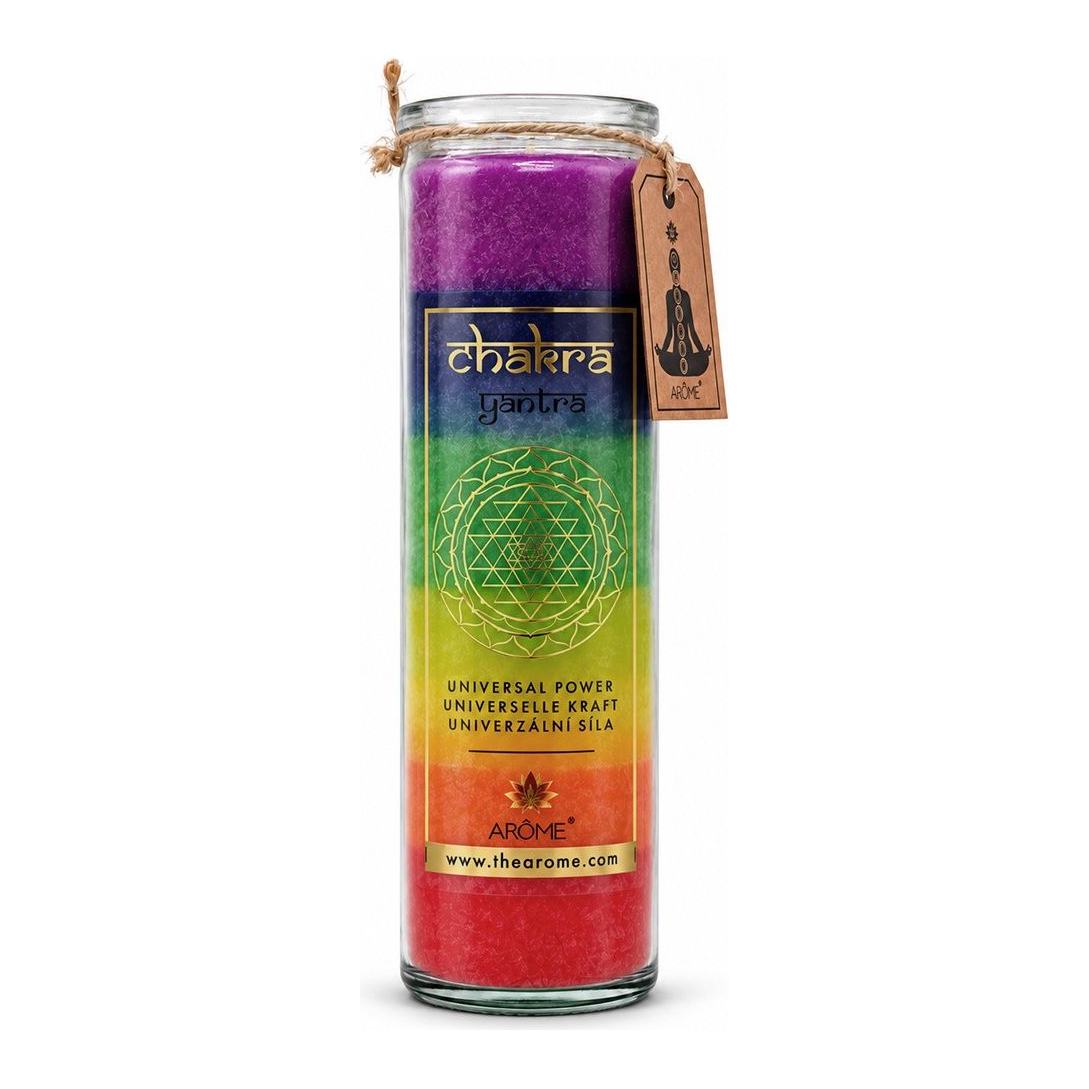 chakra
yantra
UNIVERSAL POWER
UNIVERSELLE KRAFT
UNIVERZÁLNÍ SÍLA
ARÔME®
www.thearome.com
ARÔME®